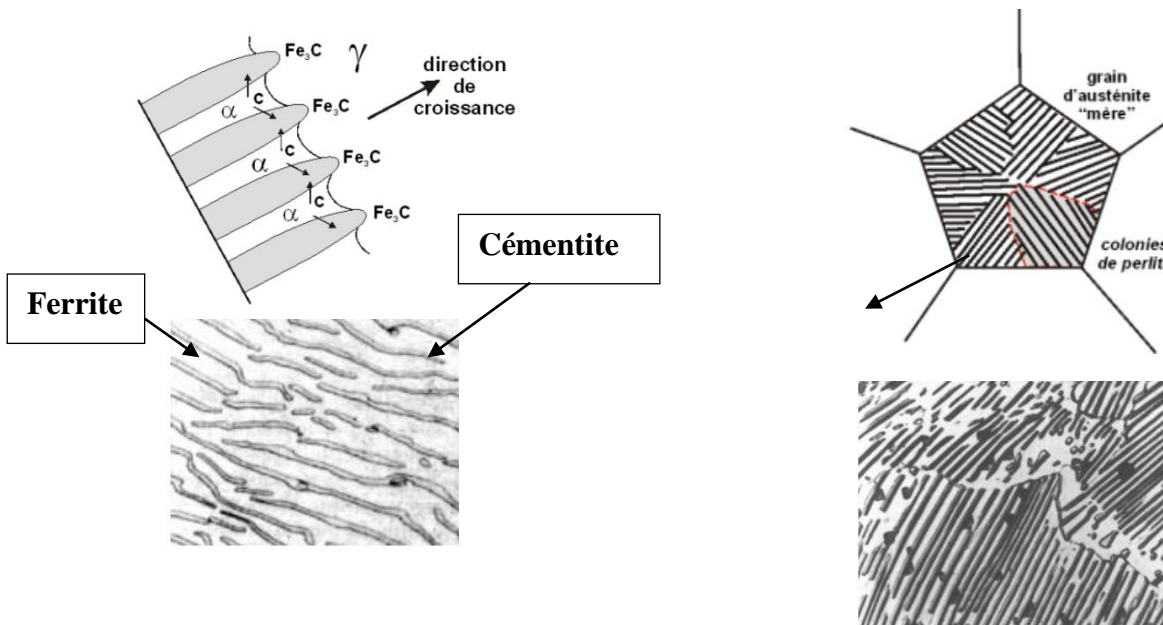 Fe₃C
γ
direction
de
croissance
α
C
Fe₃C
α
C
Fe₃C
α
C
Fe₃C
Ferrite
Cémentite
grain
d'austénite
"mère"
colonies
de perlit